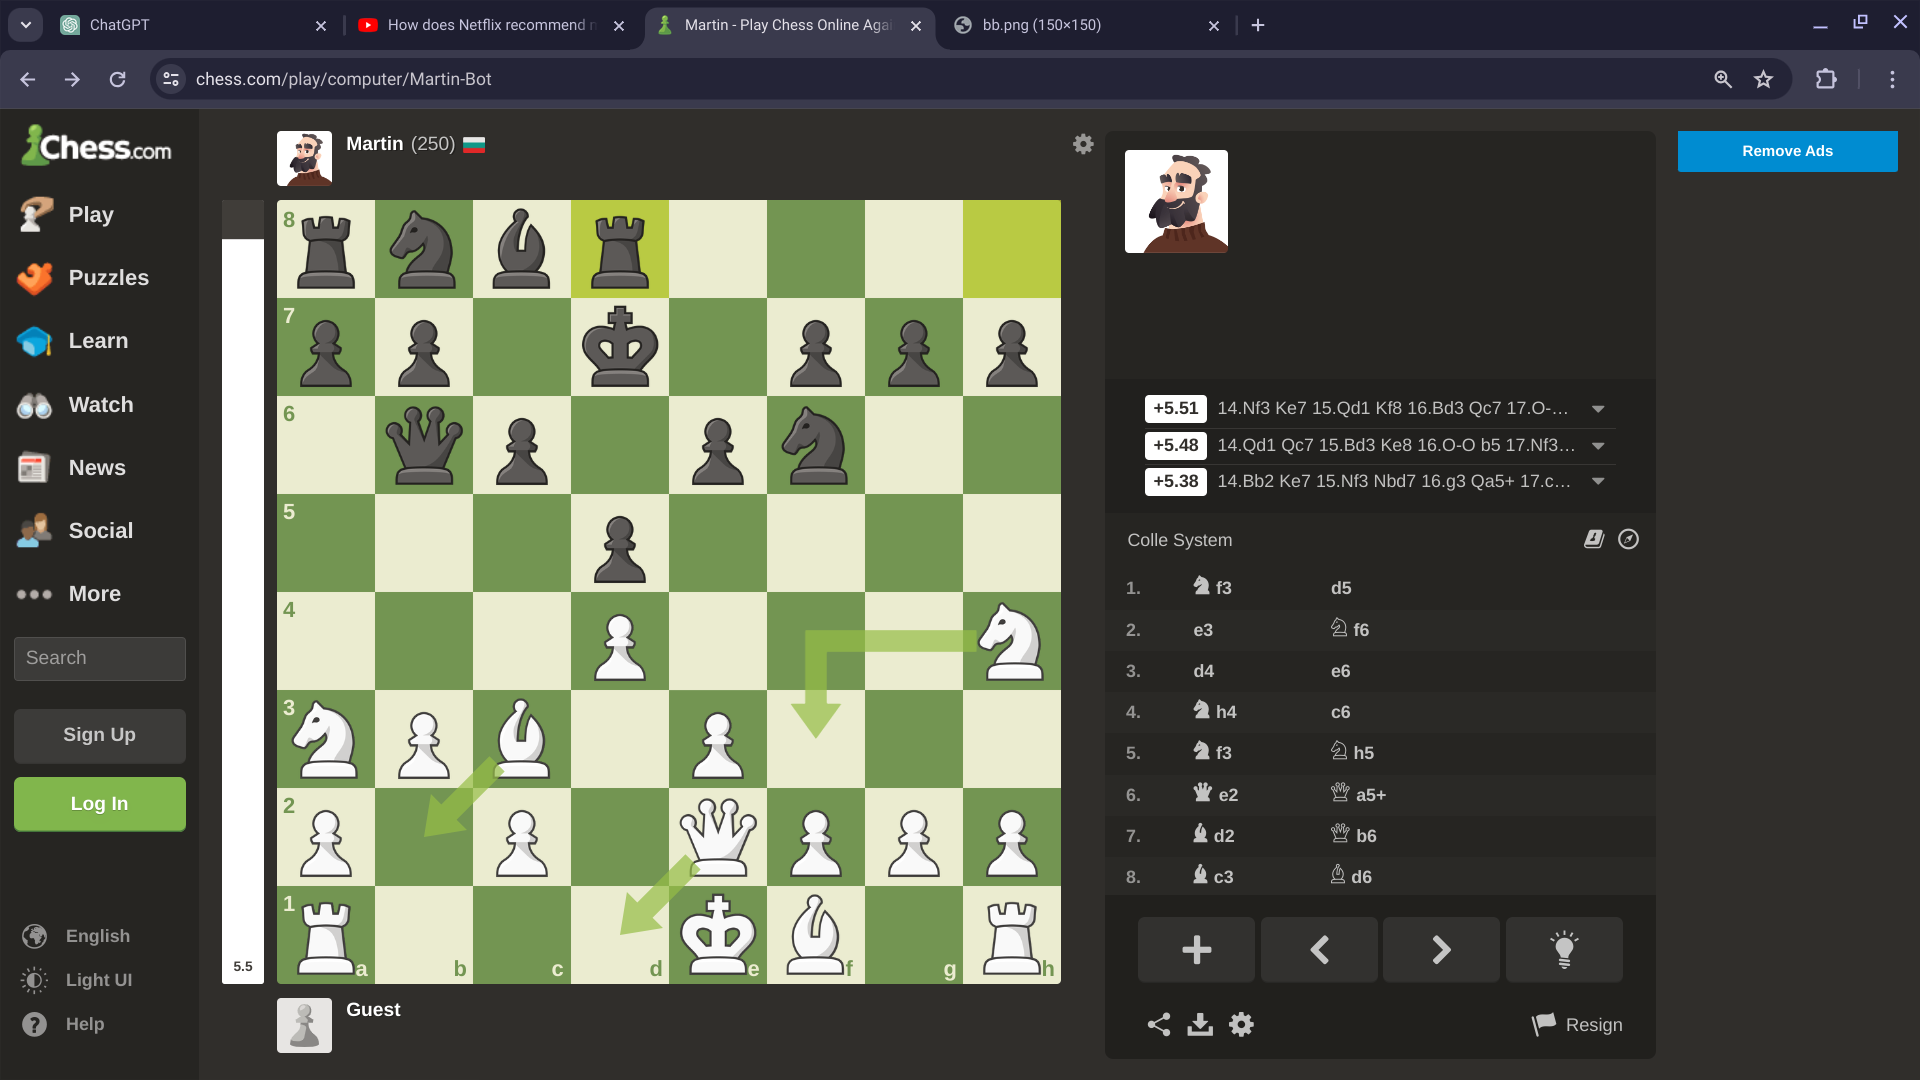 ChatGPT
How does Netflix recommend
Martin - Play Chess Online Agai
bb.png (150×150)
chess.com/play/computer/Martin-Bot
Chess.com
Play
Puzzles
Learn
Watch
News
Social
More
Search
Sign Up
Log In
English
Light UI
Help
Martin (250)
8
7
6
5
4
3
2
1
a b c d e f g h
5.5
Guest
+5.51 14.Nf3 Ke7 15.Qd1 Kf8 16.Bd3 Qc7 17.O-...
+5.48 14.Qd1 Qc7 15.Bd3 Ke8 16.O-O b5 17.Nf3...
+5.38 14.Bb2 Ke7 15.Nf3 Nbd7 16.g3 Qa5+ 17.c...
Colle System
1. f3 d5
2. e3 f6
3. d4 e6
4. h4 c6
5. f3 h5
6. e2 a5+
7. d2 b6
8. c3 d6
Resign
Remove Ads